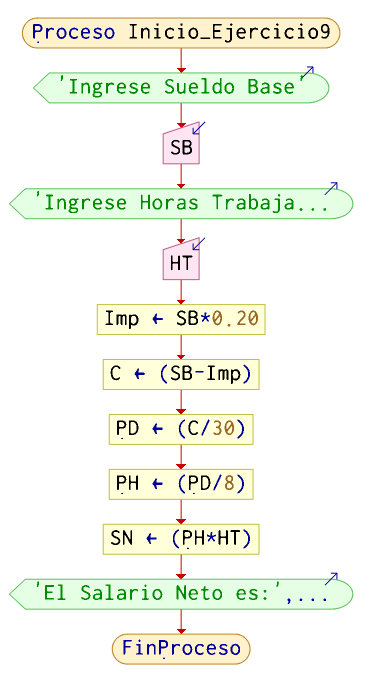 Proceso Inicio_Ejercicio9
'Ingrese Sueldo Base'
SB
'Ingrese Horas Trabaja...
HT
Imp ← SB*0.20
C ← (SB-Imp)
PD ← (C/30)
PH ← (PD/8)
SN ← (PH*HT)
'El Salario Neto es:',...
FinProceso